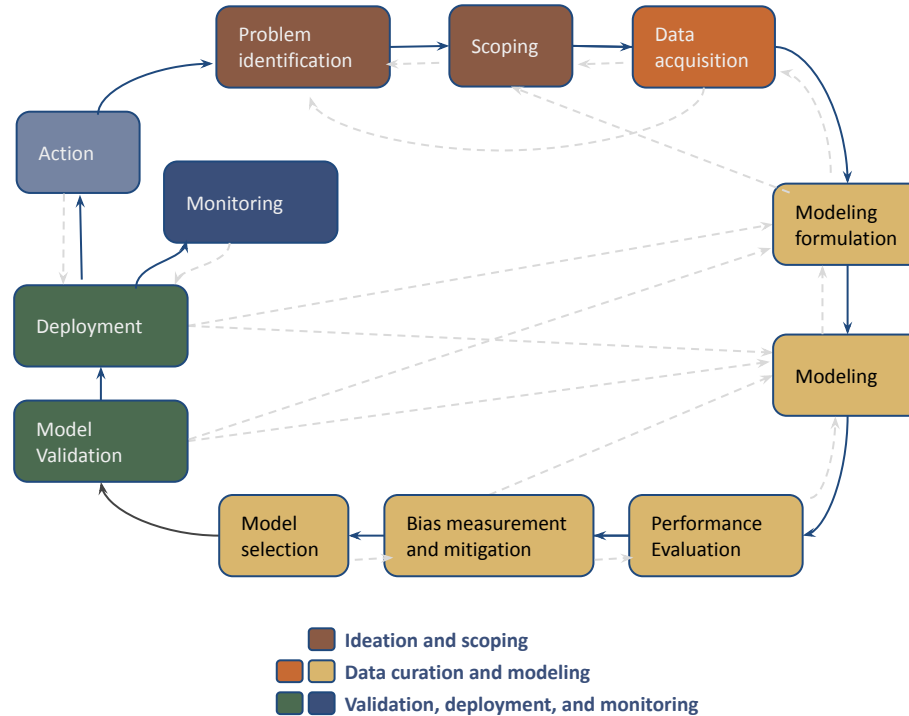 Problem
identification
Scoping
Data
acquisition
Action
Monitoring
Modeling
formulation
Deployment
Modeling
Model
Validation
Model
selection
Bias measurement
and mitigation
Performance
Evaluation
Ideation and scoping
Data curation and modeling
Validation, deployment, and monitoring